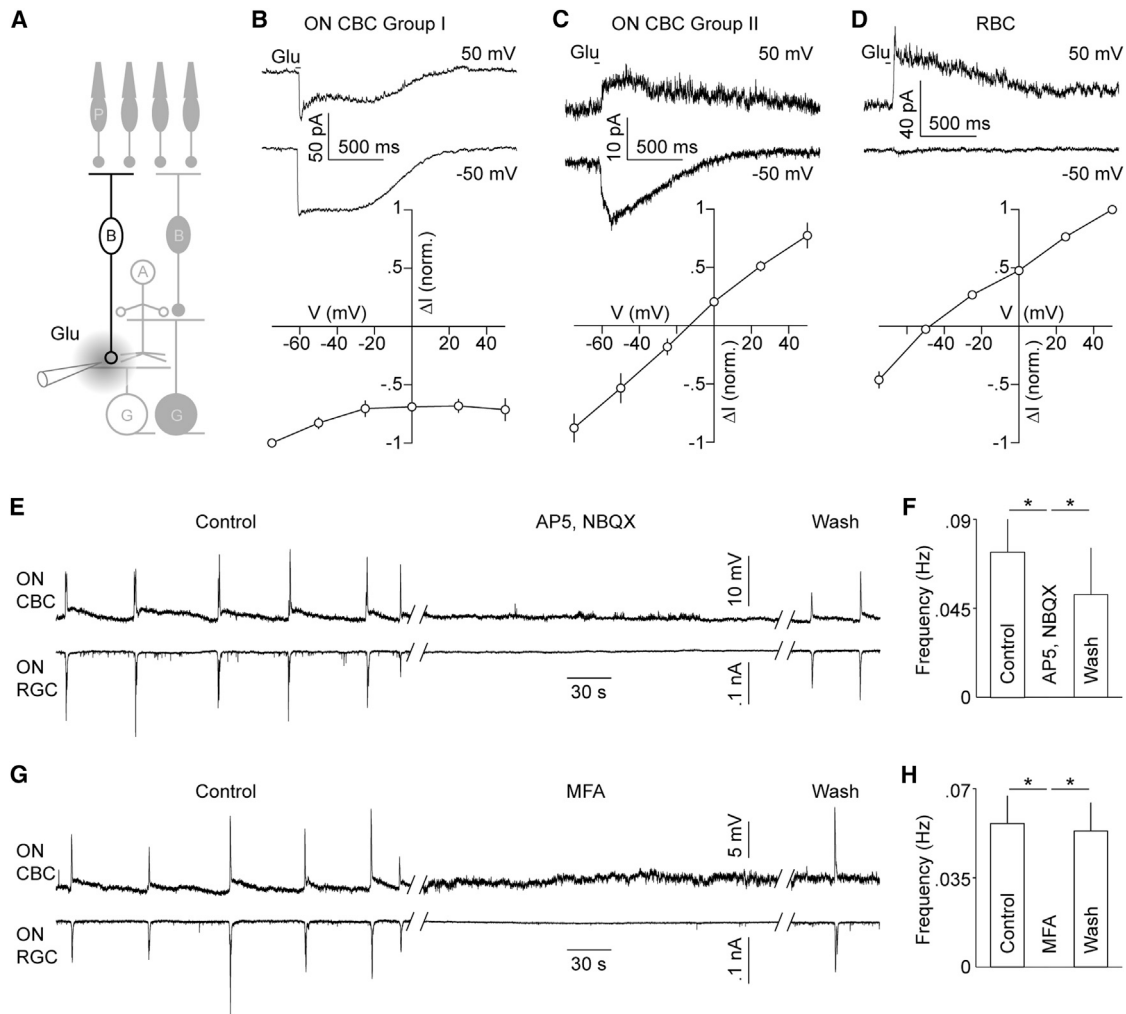 A
P
B
B
A
Glu
G
G
B
ON CBC Group I
Glu
50 mV
50 pA
500 ms
-50 mV
1
.5
V (mV)
ΔI (norm.)
-60
-40
-20
20
40
-.5
-1
C
ON CBC Group II
Glu
50 mV
10 pA
500 ms
-50 mV
1
.5
V (mV)
-60
-40
20
40
-.5
ΔI (norm.)
-1
D
RBC
Glu
50 mV
40 pA
500 ms
-50 mV
1
.5
V (mV)
-40
-20
20
40
-.5
ΔI (norm.)
-1
E
Control
AP5, NBQX
Wash
ON
CBC
10 mV
ON
RGC
30 s
.1 nA
F
Frequency (Hz)
.09
.045
0
* *
Control
AP5, NBQX
Wash
G
Control
MFA
Wash
ON
CBC
5 mV
ON
RGC
30 s
.1 nA
H
Frequency (Hz)
.07
.035
0
* *
Control
MFA
Wash